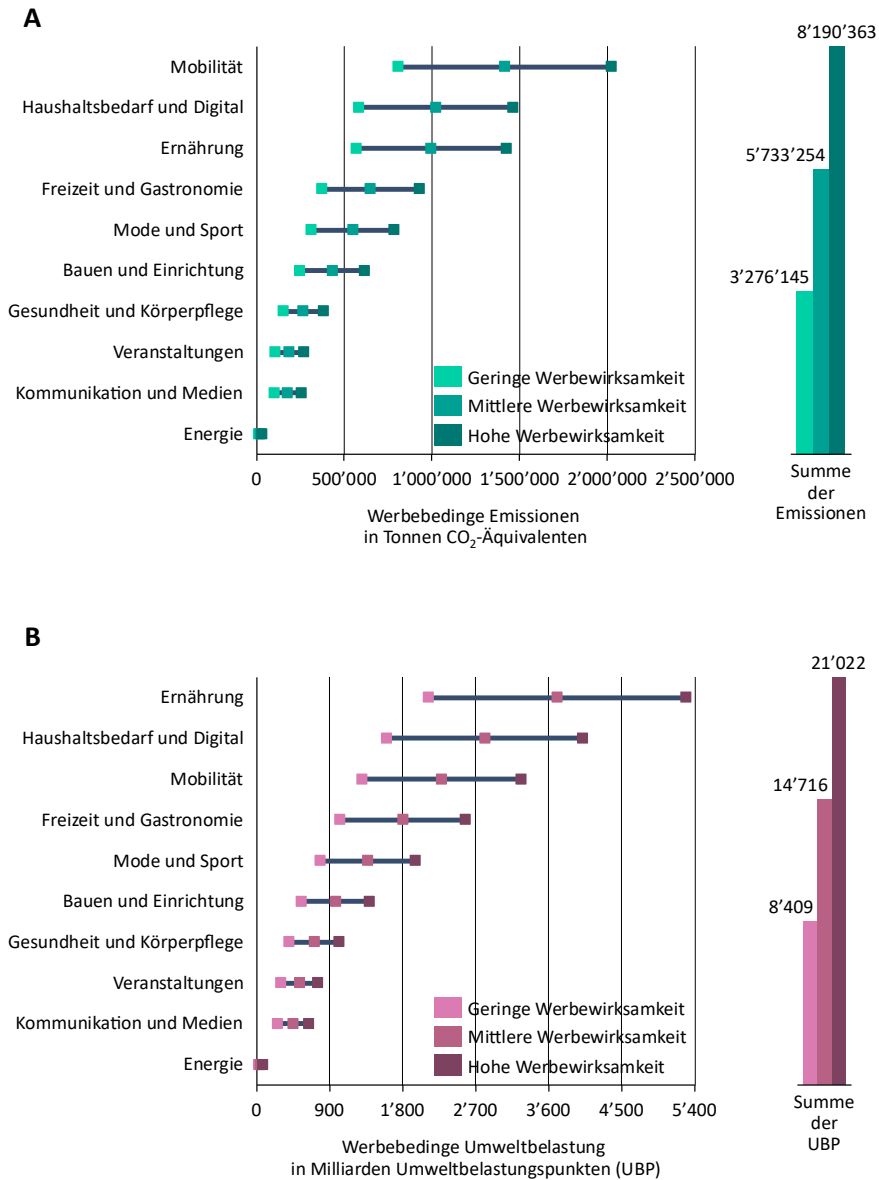 A
8’190’363
Mobilität
Haushaltsbedarf und Digital
5’733’254
Ernährung
Freizeit und Gastronomie
Mode und Sport
Bauen und Einrichtung
3’276’145
Gesundheit und Körperpflege
Veranstaltungen
Kommunikation und Medien
Energie
Geringe Werbewirksamkeit
Mittlere Werbewirksamkeit
Hohe Werbewirksamkeit
0 500’000 1’000’000 1’500’000 2’000’000 2’500’000
Werbebedinge Emissionen
in Tonnen CO₂-Äquivalenten
Summe
der
Emissionen
B
21’022
Ernährung
Haushaltsbedarf und Digital
Mobilität
14’716
Freizeit und Gastronomie
Mode und Sport
Bauen und Einrichtung
8’409
Gesundheit und Körperpflege
Veranstaltungen
Kommunikation und Medien
Energie
Geringe Werbewirksamkeit
Mittlere Werbewirksamkeit
Hohe Werbewirksamkeit
0 900 1’800 2’700 3’600 4’500 5’400
Werbebedinge Umweltbelastung
in Milliarden Umweltbelastungspunkten (UBP)
Summe
der
UBP